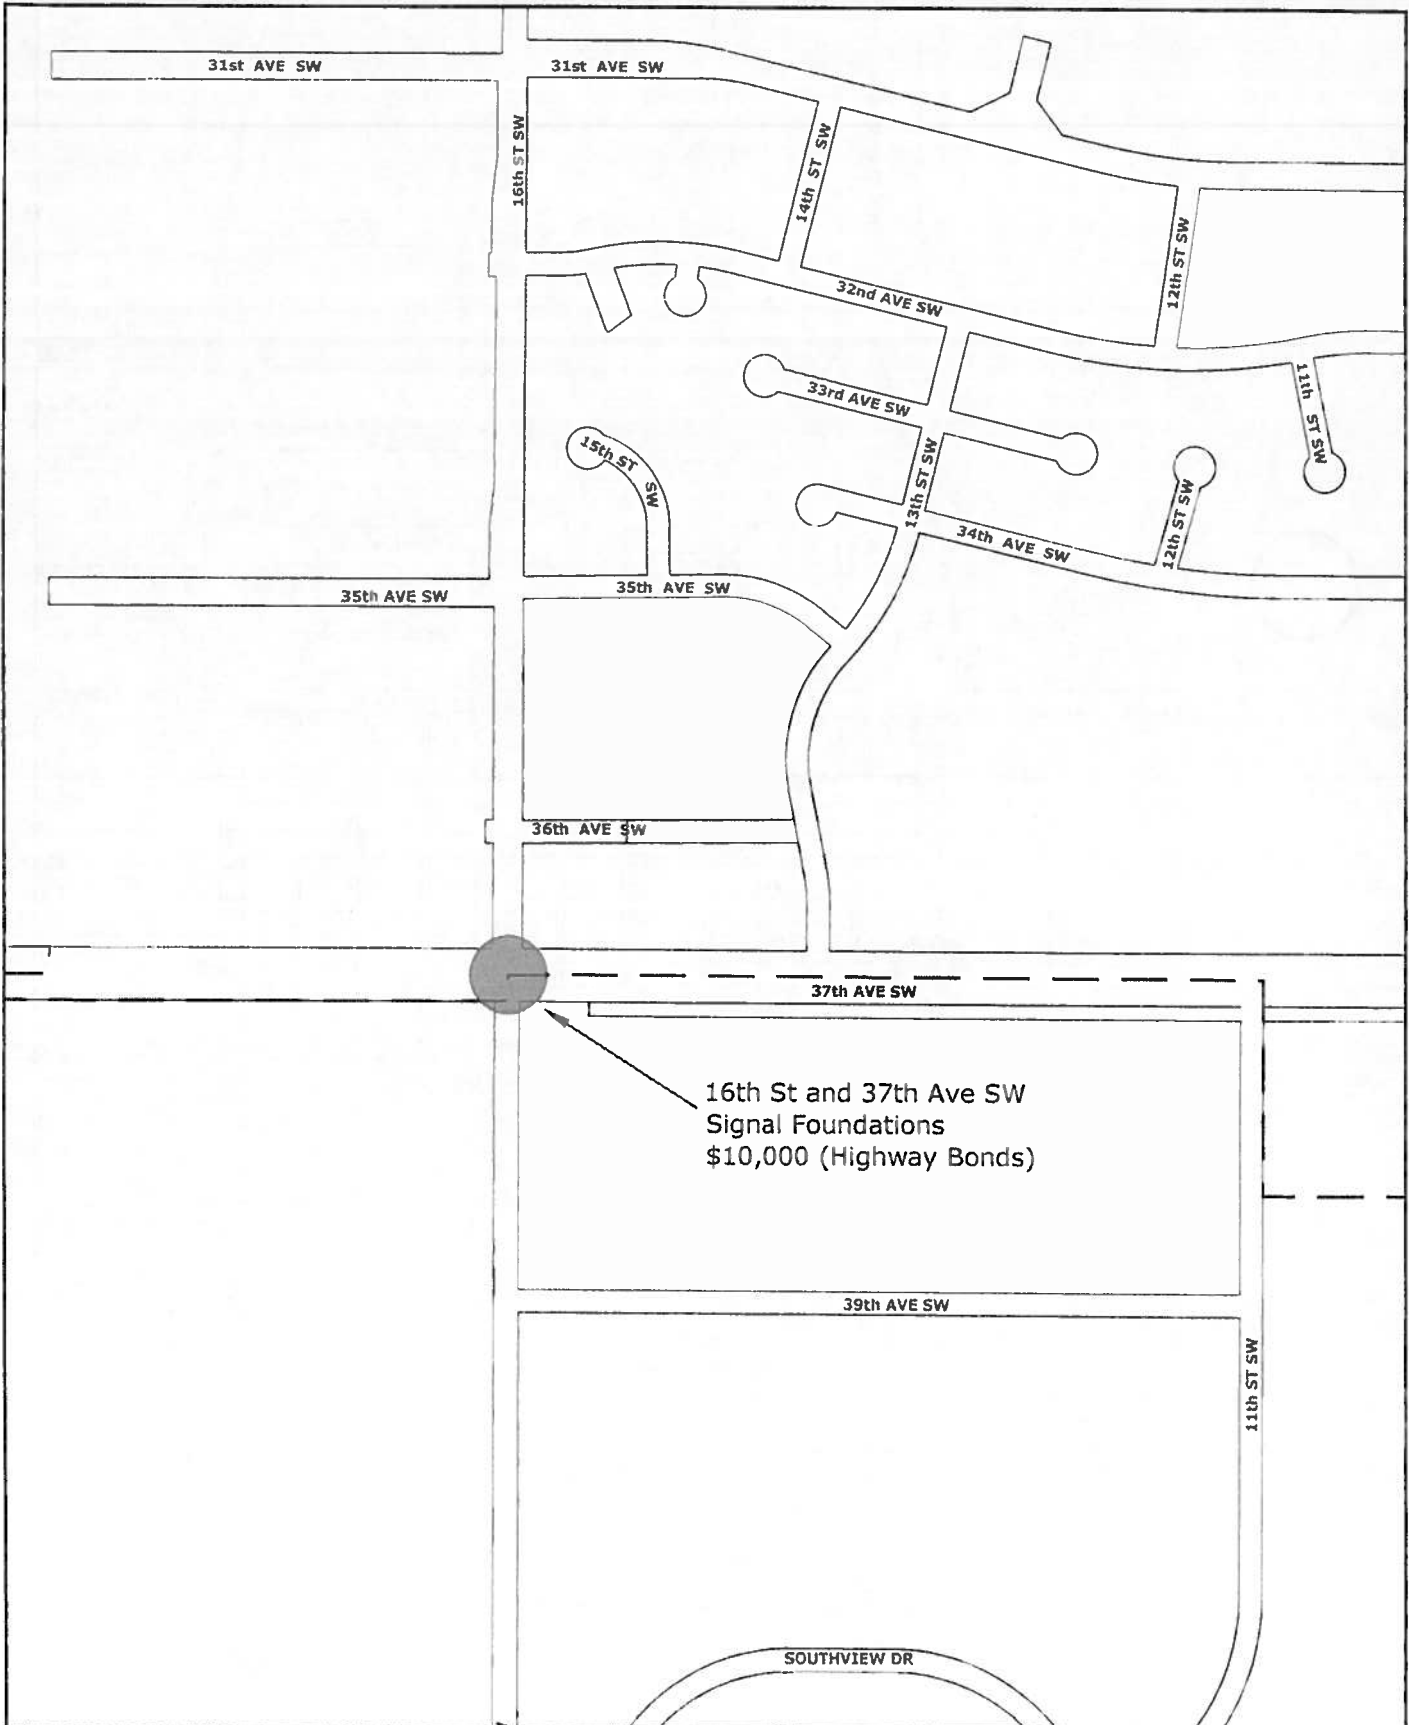 31st AVE SW
31st AVE SW
16th ST SW
14th ST SW
12th ST SW
32nd AVE SW
33rd AVE SW
11th ST SW
15th ST SW
13th ST SW
12th ST SW
34th AVE SW
35th AVE SW
35th AVE SW
36th AVE SW
37th AVE SW
16th St and 37th Ave SW
Signal Foundations
$10,000 (Highway Bonds)
39th AVE SW
11th ST SW
SOUTHVIEW DR